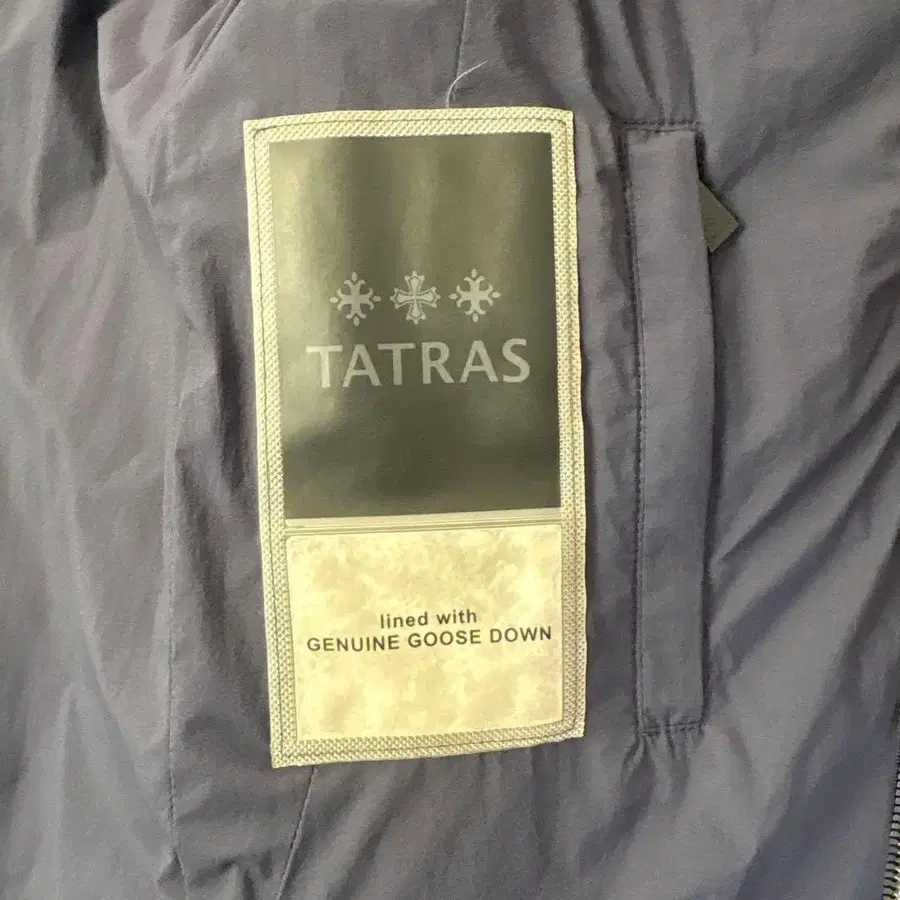 TATRAS
lined with
GENUINE GOOSE DOWN